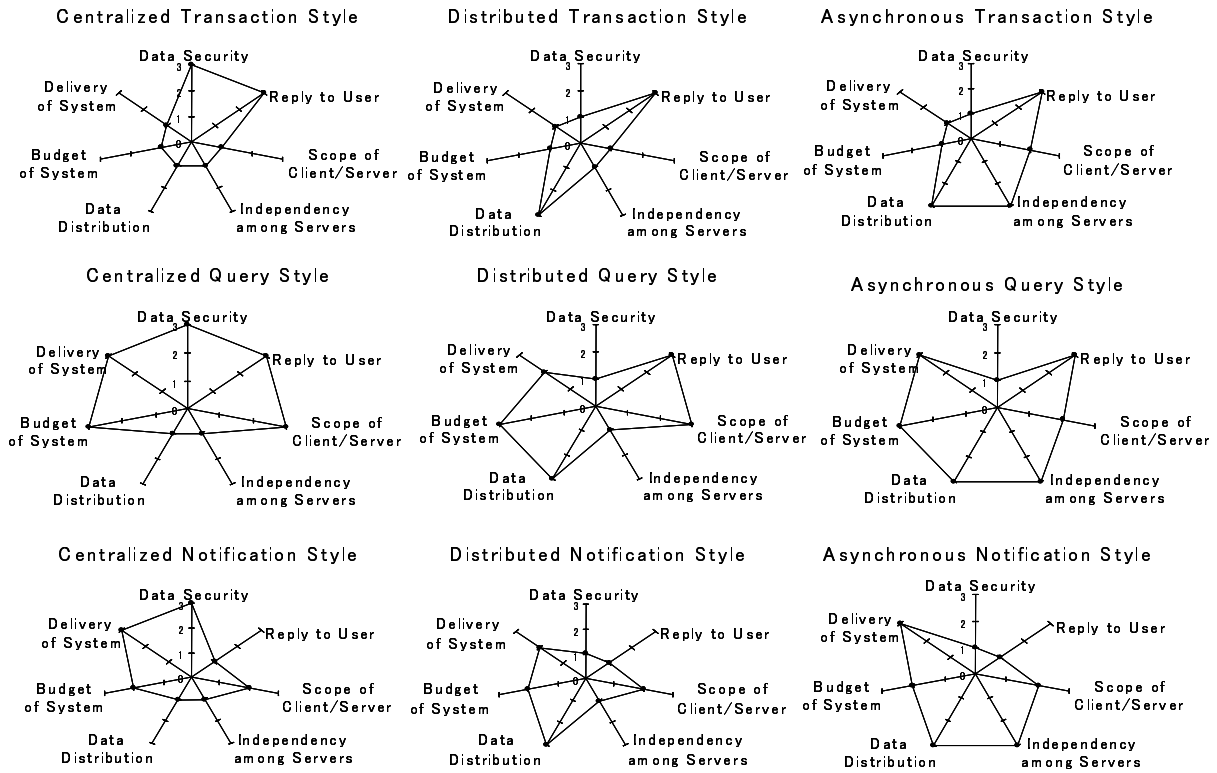 Centralized Transaction Style
Data Security
3
2
1
0
Delivery
of System
Reply to User
Budget
of System
Scope of
Client/Server
Data
Distribution
Independency
among Servers
Distributed Transaction Style
Data Security
3
2
1
0
Delivery
of System
Reply to User
Budget
of System
Scope of
Client/Server
Data
Distribution
Independency
among Servers
Asynchronous Transaction Style
Data Security
3
2
1
0
Delivery
of System
Reply to User
Budget
of System
Scope of
Client/Server
Data
Distribution
Independency
among Servers
Centralized Query Style
Data Security
3
2
1
0
Delivery
of System
Reply to User
Budget
of System
Scope of
Client/Server
Data
Distribution
Independency
among Servers
Distributed Query Style
Data Security
3
2
1
0
Delivery
of System
Reply to User
Budget
of System
Scope of
Client/Server
Data
Distribution
Independency
among Servers
Asynchronous Query Style
Data Security
3
2
1
0
Delivery
of System
Reply to User
Budget
of System
Scope of
Client/Server
Data
Distribution
Independency
among Servers
Centralized Notification Style
Data Security
3
2
1
0
Delivery
of System
Reply to User
Budget
of System
Scope of
Client/Server
Data
Distribution
Independency
among Servers
Distributed Notification Style
Data Security
3
2
1
0
Delivery
of System
Reply to User
Budget
of System
Scope of
Client/Server
Data
Distribution
Independency
among Servers
Asynchronous Notification Style
Data Security
3
2
1
0
Delivery
of System
Reply to User
Budget
of System
Scope of
Client/Server
Data
Distribution
Independency
among Servers